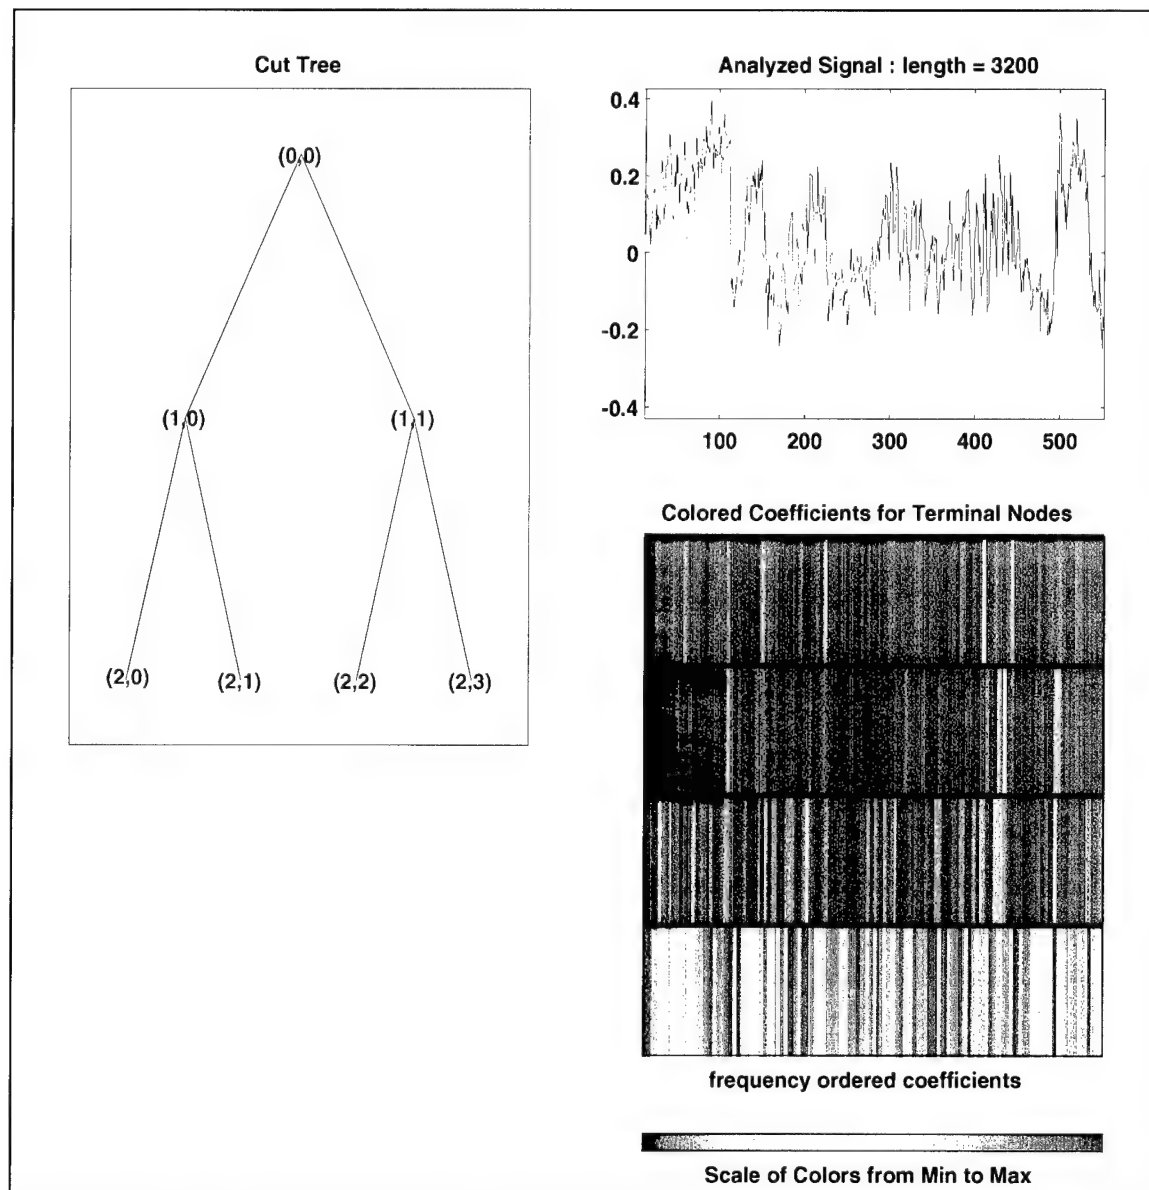 Cut Tree
(0,0)
(1,0) (1,1)
(2,0) (2,1) (2,2) (2,3)
Analyzed Signal : length = 3200
0.4
0.2
0
-0.2
-0.4
100 200 300 400 500
Colored Coefficients for Terminal Nodes
frequency ordered coefficients
Scale of Colors from Min to Max